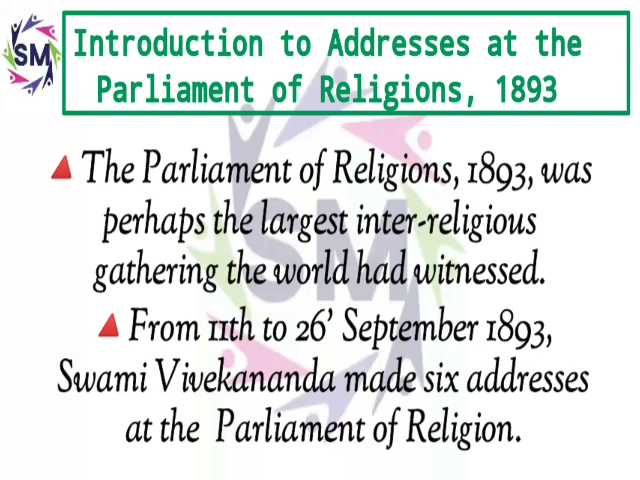 SM
Introduction to Addresses at the
Parliament of Religions, 1893
🔺The Parliament of Religions, 1893, was
perhaps the largest inter-religious
gathering the world had witnessed.
🔺From 11th to 26' September 1893,
Swami Vivekananda made six addresses
at the Parliament of Religion.
SM